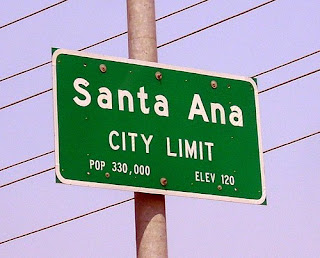 Santa Ana
CITY LIMIT
POP 330,000 ELEV 120